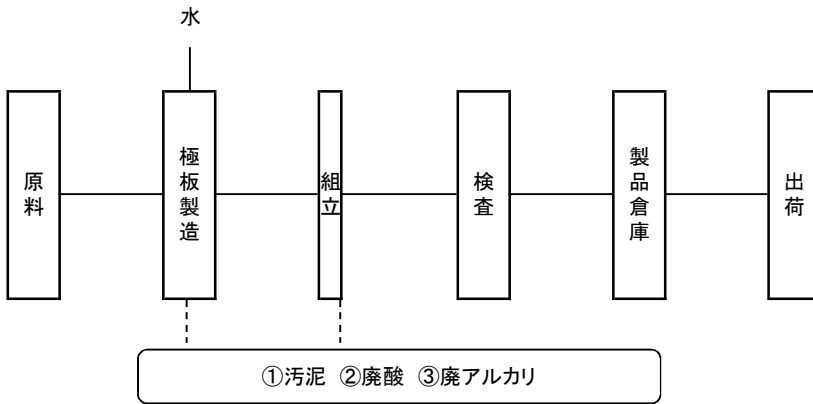 水
原料
極板製造
組立
検査
製品倉庫
出荷
①汚泥 ②廃酸 ③廃アルカリ